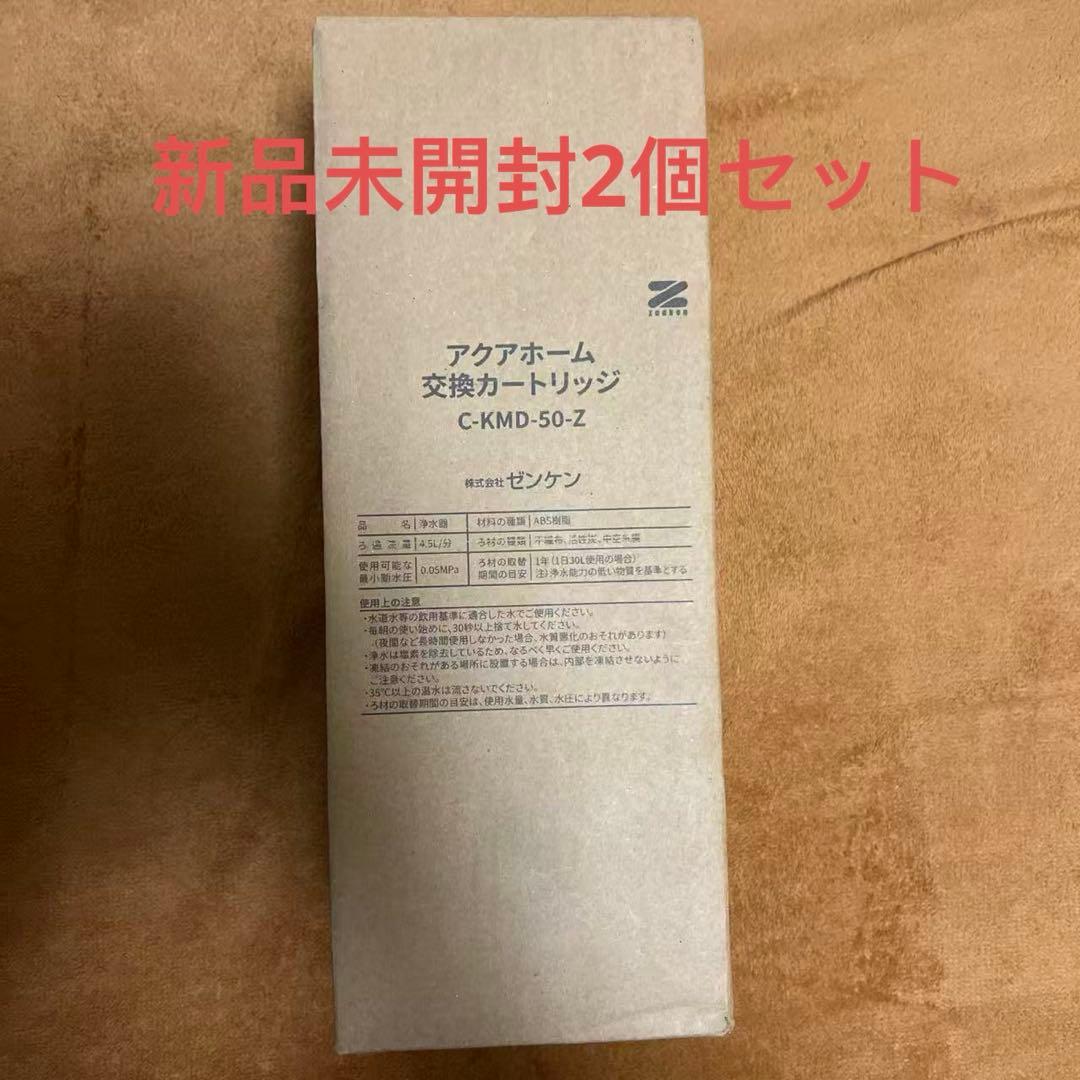 新品未開封2個セット
Z
zenken
アクアホーム
交換カートリッジ
C-KMD-50-Z
株式会社ゼンケン
品名 浄水器 材料の種類 ABS樹脂
ろ過流量 4.5L/分 ろ材の種類 不織布、活性炭、中空糸膜
使用可能な 0.05MPa ろ材の取替 1年(1日30L使用の場合)
最小動水圧 期間の目安 注)浄水能力の低い物質を基準とする
使用上の注意
・水道水等の飲用基準に適合した水でご使用ください。
・毎朝の使い始めに、30秒以上捨て水してください。
(夜間など長時間使用しなかった場合、水質悪化のおそれがあります)
・浄水は塩素を除去しているため、なるべく早くご使用ください。
・凍結のおそれがある場所に設置する場合は、内部を凍結させないように
ご注意ください。
・35℃以上の温水は流さないでください。
・ろ材の取替期間の目安は、使用水量、水質、水圧により異なります。